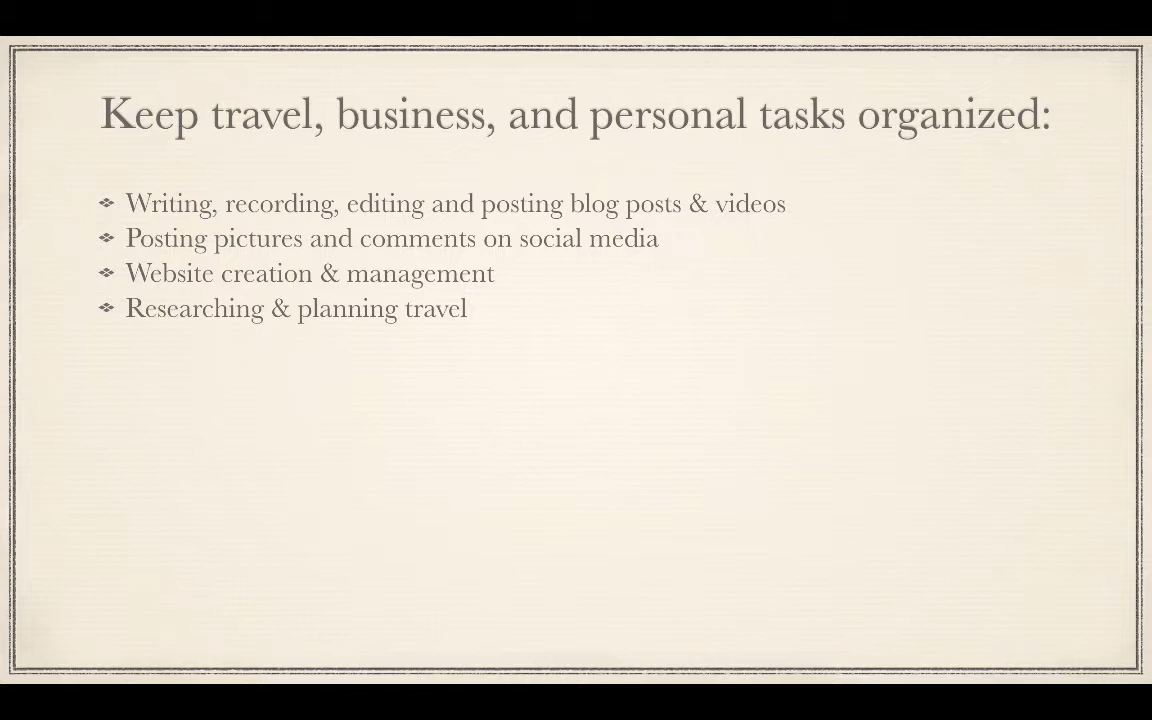 Keep travel, business, and personal tasks organized:
Writing, recording, editing and posting blog posts & videos
Posting pictures and comments on social media
Website creation & management
Researching & planning travel